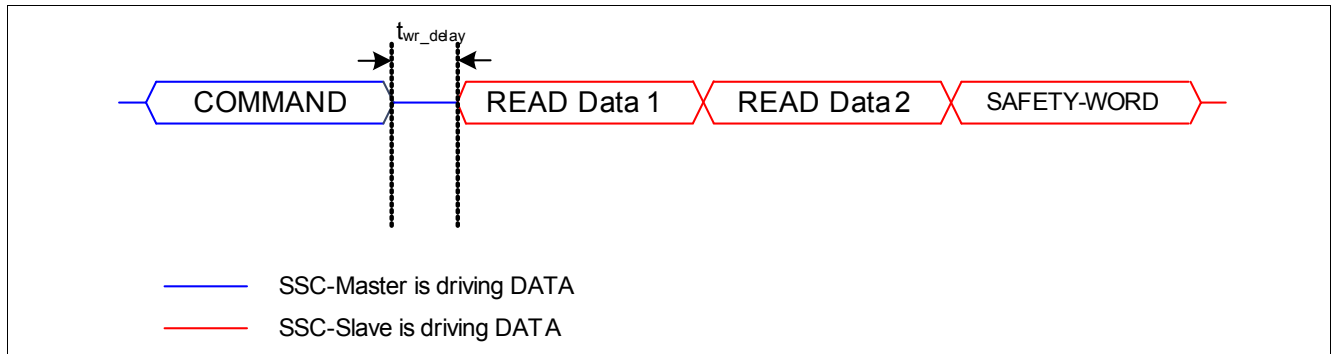 twr_delay
COMMAND
READ Data 1
READ Data 2
SAFETY-WORD
SSC-Master is driving DATA
SSC-Slave is driving DATA